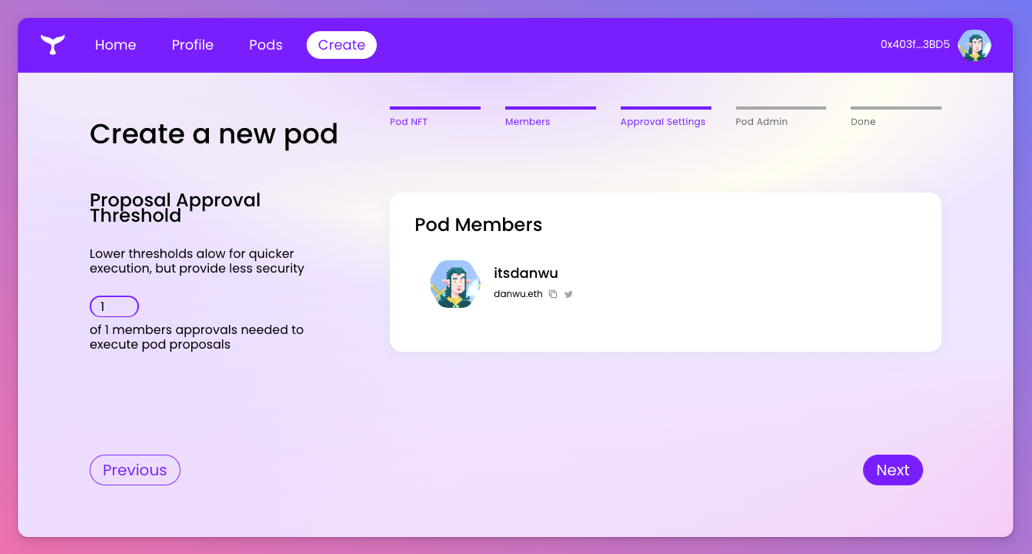 Home Profile Pods Create 0x403f...3BD5
Pod NFT Members Approval Settings Pod Admin Done
Create a new pod
Proposal Approval
Threshold
Lower thresholds alow for quicker
execution, but provide less security
1
of 1 members approvals needed to
execute pod proposals
Pod Members
itsdanwu
danwu.eth
Previous Next